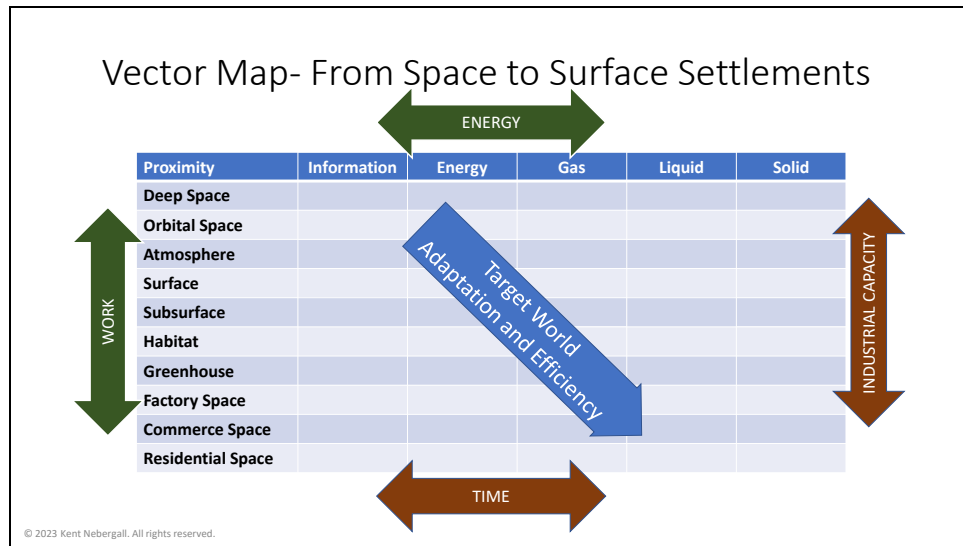 Vector Map- From Space to Surface Settlements
ENERGY
Proximity Information Energy Gas Liquid Solid
Deep Space
Orbital Space
Atmosphere
Surface
Subsurface
Habitat
Greenhouse
Factory Space
Commerce Space
Residential Space
WORK
Target World
Adaptation and Efficiency
INDUSTRIAL CAPACITY
TIME
© 2023 Kent Nebergall. All rights reserved.